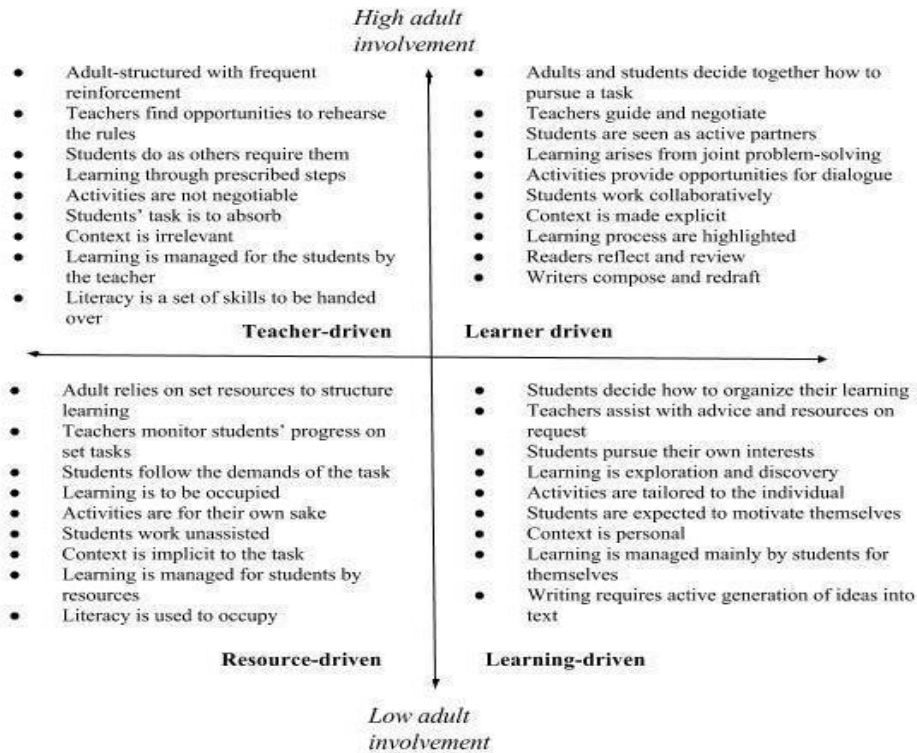 High adult
involvement
● Adult-structured with frequent
reinforcement
● Teachers find opportunities to rehearse
the rules
● Students do as others require them
● Learning through prescribed steps
● Activities are not negotiable
● Students’ task is to absorb
● Context is irrelevant
● Learning is managed for the students by
the teacher
● Literacy is a set of skills to be handed
over
Teacher-driven
● Adults and students decide together how to
pursue a task
● Teachers guide and negotiate
● Students are seen as active partners
● Learning arises from joint problem-solving
● Activities provide opportunities for dialogue
● Students work collaboratively
● Context is made explicit
● Learning process are highlighted
● Readers reflect and review
● Writers compose and redraft
Learner driven
● Adult relies on set resources to structure
learning
● Teachers monitor students’ progress on
set tasks
● Students follow the demands of the task
● Learning is to be occupied
● Activities are for their own sake
● Students work unassisted
● Context is implicit to the task
● Learning is managed for students by
resources
● Literacy is used to occupy
Resource-driven
● Students decide how to organize their learning
● Teachers assist with advice and resources on
request
● Students pursue their own interests
● Learning is exploration and discovery
● Activities are tailored to the individual
● Students are expected to motivate themselves
● Context is personal
● Learning is managed mainly by students for
themselves
● Writing requires active generation of ideas into
text
Learning-driven
Low adult
involvement